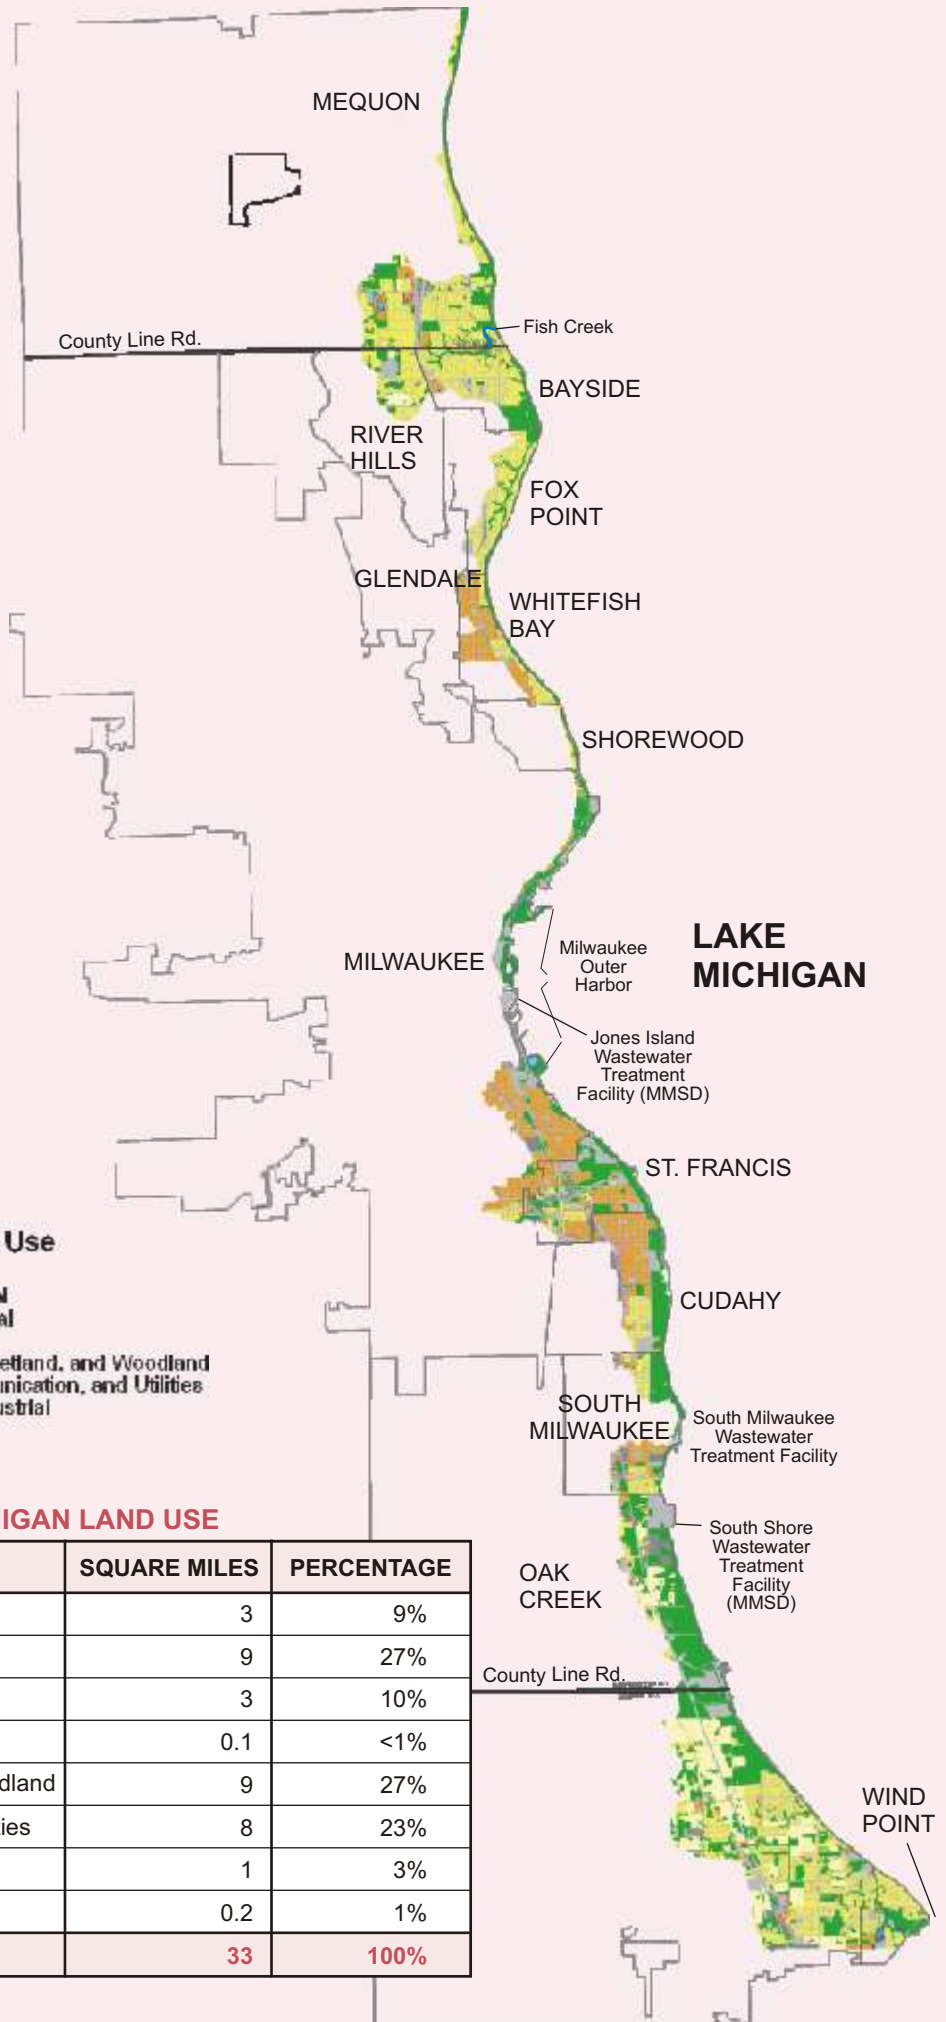 MEQUON
County Line Rd.
Fish Creek
BAYSIDE
RIVER
HILLS
FOX
POINT
GLENDALE
WHITEFISH
BAY
SHOREWOOD
LAKE
MICHIGAN
MILWAUKEE
Milwaukee
Outer
Harbor
Jones Island
Wastewater
Treatment
Facility (MMSD)
ST. FRANCIS
Use
N
al
etland, and Woodland
unication, and Utilities
ustrial
CUDAHY
SOUTH
MILWAUKEE
South Milwaukee
Wastewater
Treatment Facility
South Shore
Wastewater
Treatment
Facility
(MMSD)
OAK
CREEK
County Line Rd.
WIND
POINT
HIGAN LAND USE
SQUARE MILES PERCENTAGE
3 9%
9 27%
3 10%
0.1 <1%
dland 9 27%
ties 8 23%
1 3%
0.2 1%
33 100%